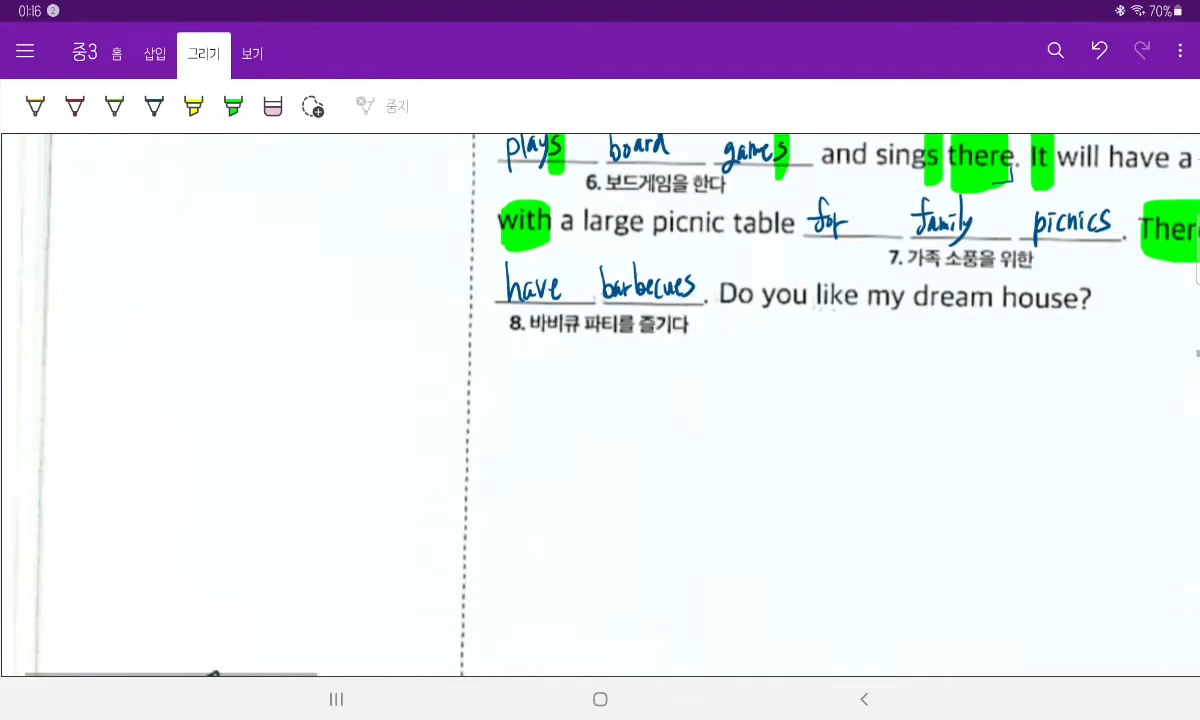 01:16 2 70%
중3 홈 삽입 그리기 보기
중지
plays board games and sings there. It will have a
6. 보드게임을 한다
with a large picnic table for family picnics.
7. 가족 소풍을 위한
have barbecues. Do you like my dream house?
8. 바비큐 파티를 즐기다